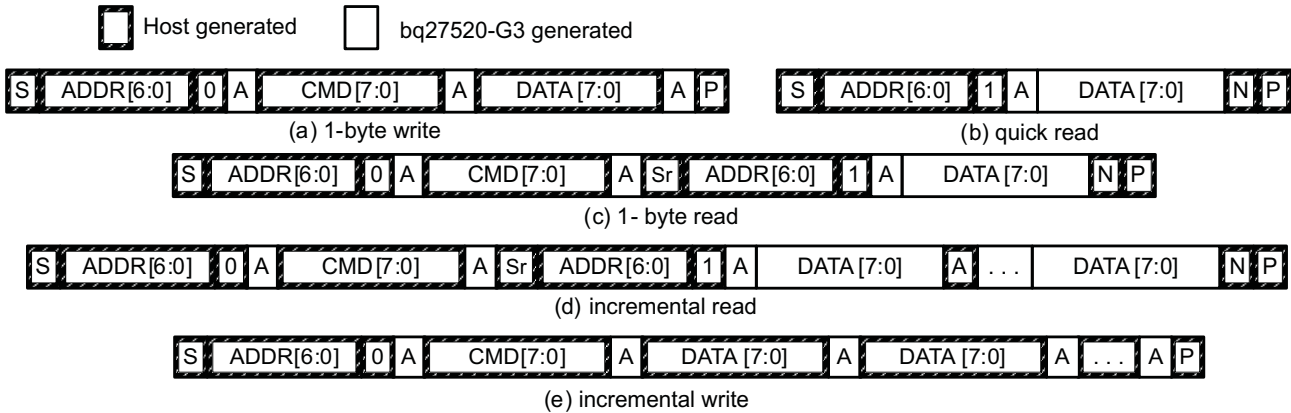 Host generated bq27520-G3 generated
S ADDR[6:0] 0 A CMD[7:0] A DATA[7:0] A P S ADDR[6:0] 1 A DATA[7:0] N P
(a) 1-byte write (b) quick read
S ADDR[6:0] 0 A CMD[7:0] A Sr ADDR[6:0] 1 A DATA[7:0] N P
(c) 1- byte read
S ADDR[6:0] 0 A CMD[7:0] A Sr ADDR[6:0] 1 A DATA[7:0] A . . . DATA[7:0] N P
(d) incremental read
S ADDR[6:0] 0 A CMD[7:0] A DATA[7:0] A DATA[7:0] A . . . A P
(e) incremental write